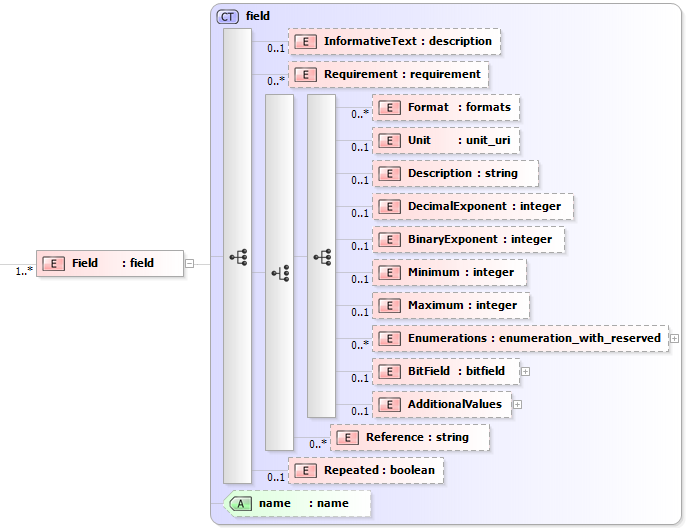 CT field
0..1 E InformativeText : description
0..* E Requirement : requirement
0..* E Format : formats
0..1 E Unit : unit_uri
0..1 E Description : string
0..1 E DecimalExponent : integer
0..1 E BinaryExponent : integer
1..* E Field : field
0..1 E Minimum : integer
0..1 E Maximum : integer
0..* E Enumerations : enumeration_with_reserved
0..1 E BitField : bitfield
0..1 E AdditionalValues
0..* E Reference : string
0..1 E Repeated : boolean
A name : name